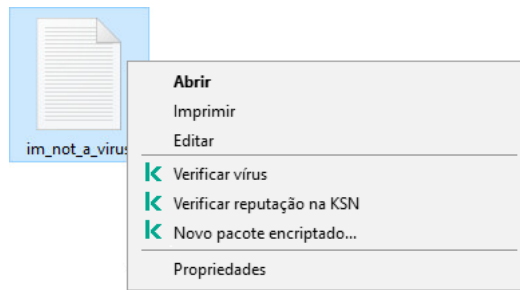 Abrir
Imprimir
Editar
im_not_a_virus
Verificar vírus
Verificar reputação na KSN
Novo pacote encriptado...
Propriedades